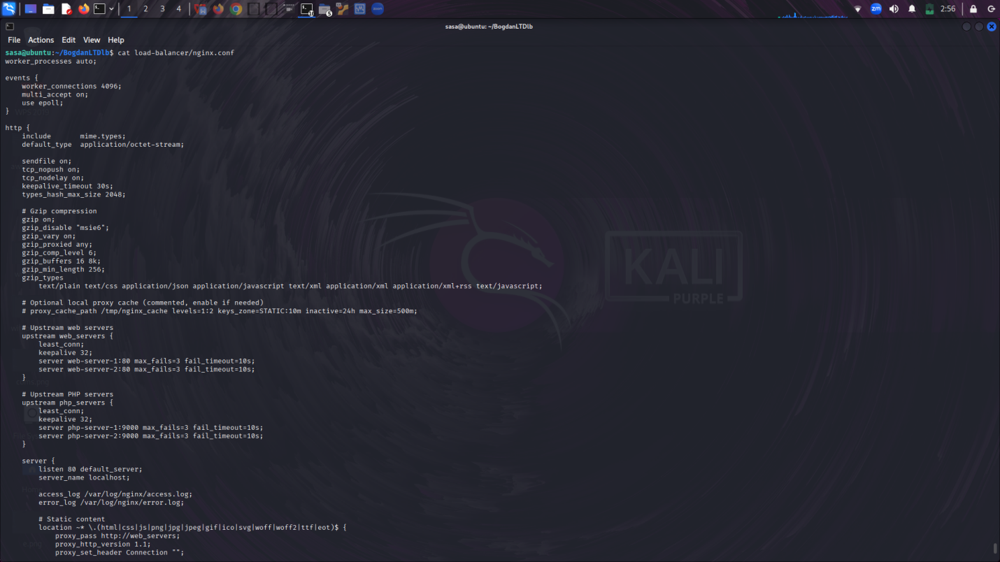 1 2 3 4 zm 2:56
sasa@ubuntu: ~/BogdanLTDlb
File Actions Edit View Help
sasa@ubuntu:~/BogdanLTDlb$ cat load-balancer/nginx.conf
worker_processes auto;
events {
worker_connections 4096;
multi_accept on;
use epoll;
}
http {
include mime.types;
default_type application/octet-stream;
sendfile on;
tcp_nopush on;
tcp_nodelay on;
keepalive_timeout 30s;
types_hash_max_size 2048;
# Gzip compression
gzip on;
gzip_disable "msie6";
gzip_vary on;
gzip_proxied any;
gzip_comp_level 6;
gzip_buffers 16 8k;
gzip_min_length 256;
gzip_types
text/plain text/css application/json application/javascript text/xml application/xml application/xml+rss text/javascript;
# Optional local proxy cache (commented, enable if needed)
# proxy_cache_path /tmp/nginx_cache levels=1:2 keys_zone=STATIC:10m inactive=24h max_size=500m;
# Upstream web servers
upstream web_servers {
least_conn;
keepalive 32;
server web-server-1:80 max_fails=3 fail_timeout=10s;
server web-server-2:80 max_fails=3 fail_timeout=10s;
}
# Upstream PHP servers
upstream php_servers {
least_conn;
keepalive 32;
server php-server-1:9000 max_fails=3 fail_timeout=10s;
server php-server-2:9000 max_fails=3 fail_timeout=10s;
}
server {
listen 80 default_server;
server_name localhost;
access_log /var/log/nginx/access.log;
error_log /var/log/nginx/error.log;
# Static content
location ~* \.(html|css|js|png|jpg|jpeg|gif|ico|svg|woff|woff2|ttf|eot)$ {
proxy_pass http://web_servers;
proxy_http_version 1.1;
proxy_set_header Connection "";
KALI
PURPLE